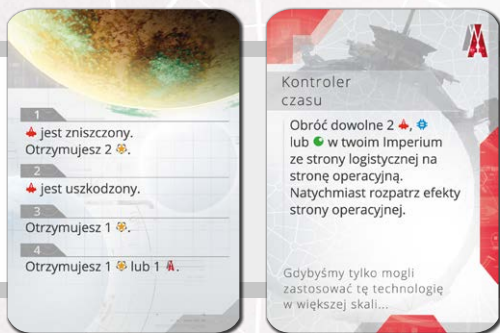 1
jest zniszczony.
Otrzymujesz 2 .
2
jest uszkodzony.
3
Otrzymujesz 1 .
4
Otrzymujesz 1 lub 1 .
Kontroler
czasu
Obróć dowolne 2 ,
lub w twoim Imperium
ze strony logistycznej na
stronę operacyjną.
Natychmiast rozpatrz efekty
strony operacyjnej.
Gdybyśmy tylko mogli
zastosować tę technologię
w większej skali...